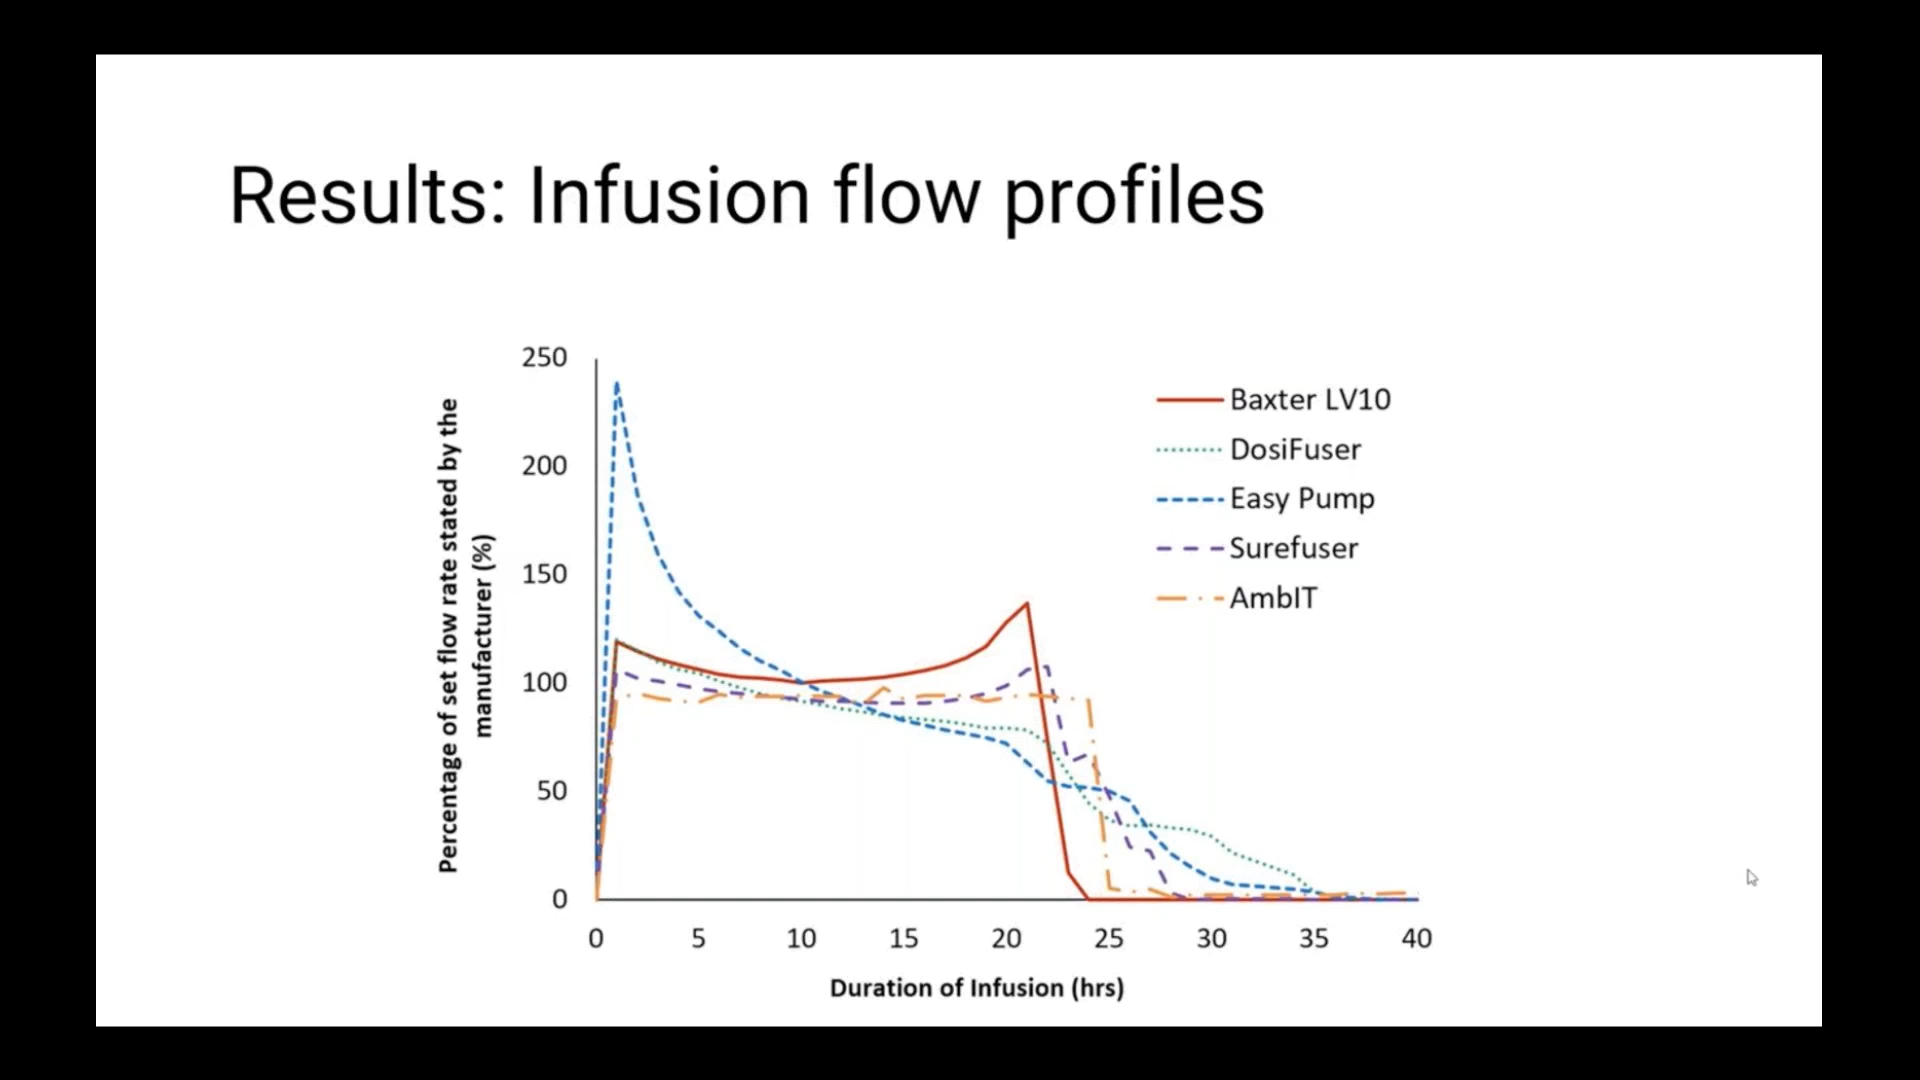 Results: Infusion flow profiles
Percentage of set flow rate stated by the
manufacturer (%)
250
200
150
100
50
0
Baxter LV10
DosiFuser
Easy Pump
Surefuser
AmbIT
0 5 10 15 20 25 30 35 40
Duration of Infusion (hrs)